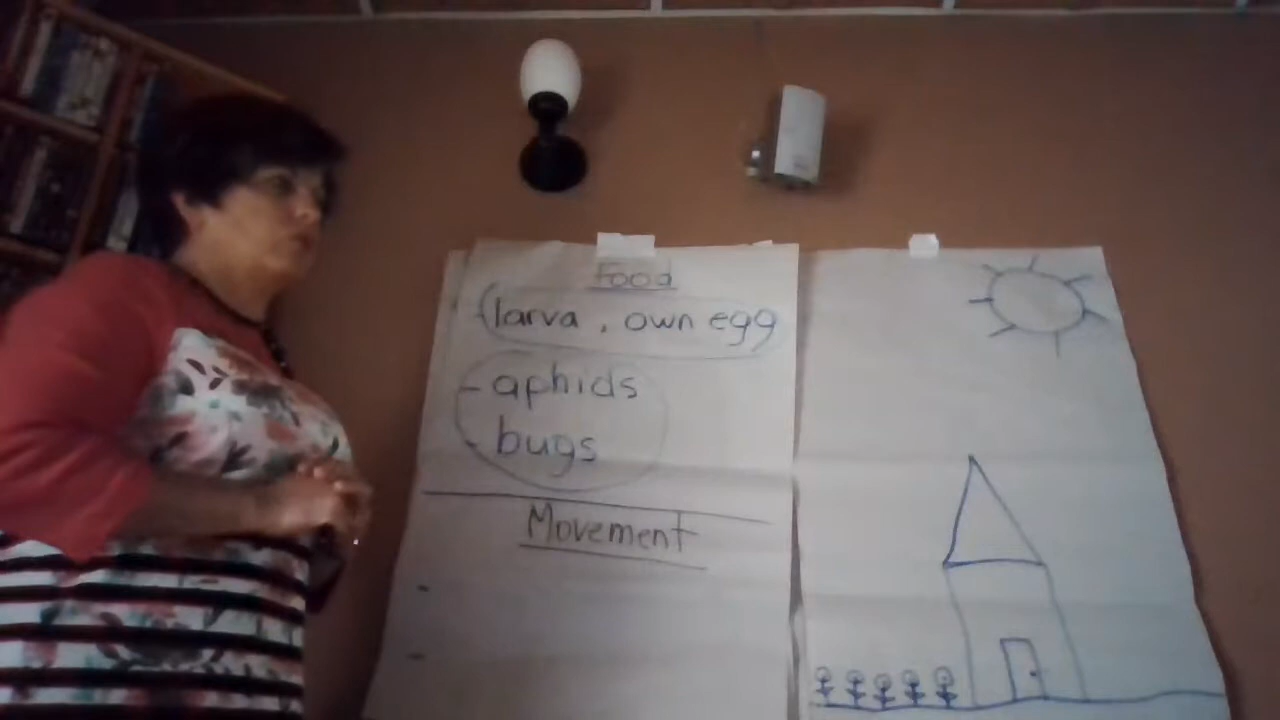 Food
larva, own egg
- aphids
- bugs
Movement
-
-